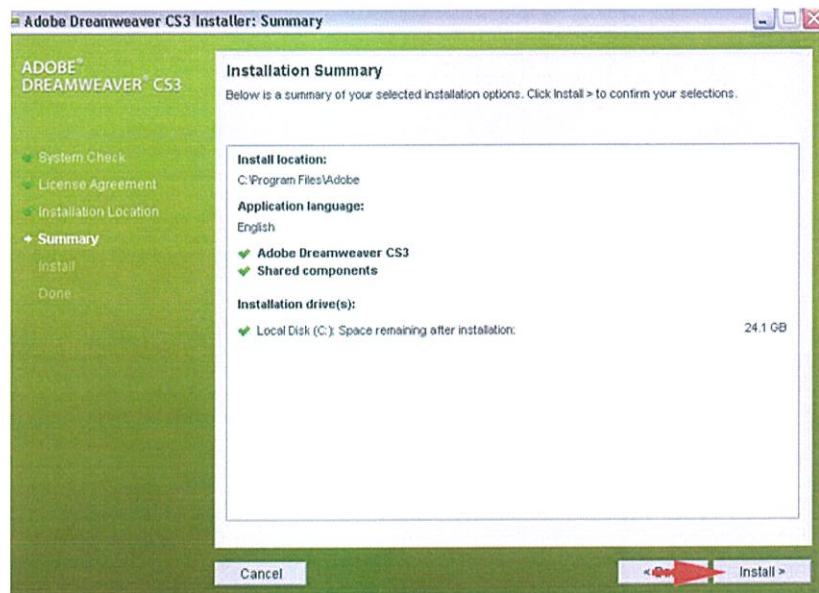 Adobe Dreamweaver CS3 Installer: Summary
ADOBE®
DREAMWEAVER® CS3
System Check
License Agreement
Installation Location
Summary
Install
Done
Installation Summary
Below is a summary of your selected installation options. Click Install > to confirm your selections.
Install location:
C:\Program Files\Adobe
Application language:
English
Adobe Dreamweaver CS3
Shared components
Installation drive(s):
Local Disk (C:): Space remaining after installation: 24.1 GB
Cancel
<
Install >